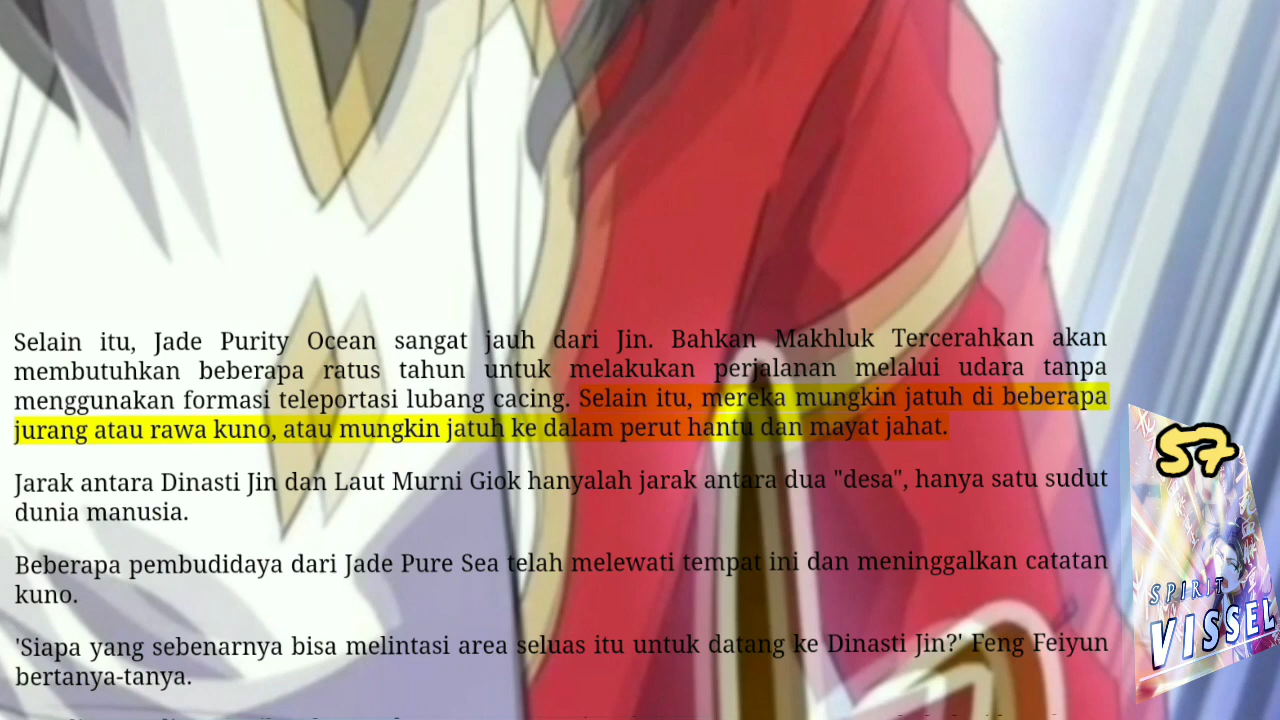 Selain itu, Jade Purity Ocean sangat jauh dari Jin. Bahkan Makhluk Tercerahkan akan
membutuhkan beberapa ratus tahun untuk melakukan perjalanan melalui udara tanpa
menggunakan formasi teleportasi lubang cacing. Selain itu, mereka mungkin jatuh di beberapa
jurang atau rawa kuno, atau mungkin jatuh ke dalam perut hantu dan mayat jahat.
Jarak antara Dinasti Jin dan Laut Murni Giok hanyalah jarak antara dua "desa", hanya satu sudut
dunia manusia.
Beberapa pembudidaya dari Jade Pure Sea telah melewati tempat ini dan meninggalkan catatan
kuno.
'Siapa yang sebenarnya bisa melintasi area seluas itu untuk datang ke Dinasti Jin?' Feng Feiyun
bertanya-tanya.
57
SPIRIT
VISSEL